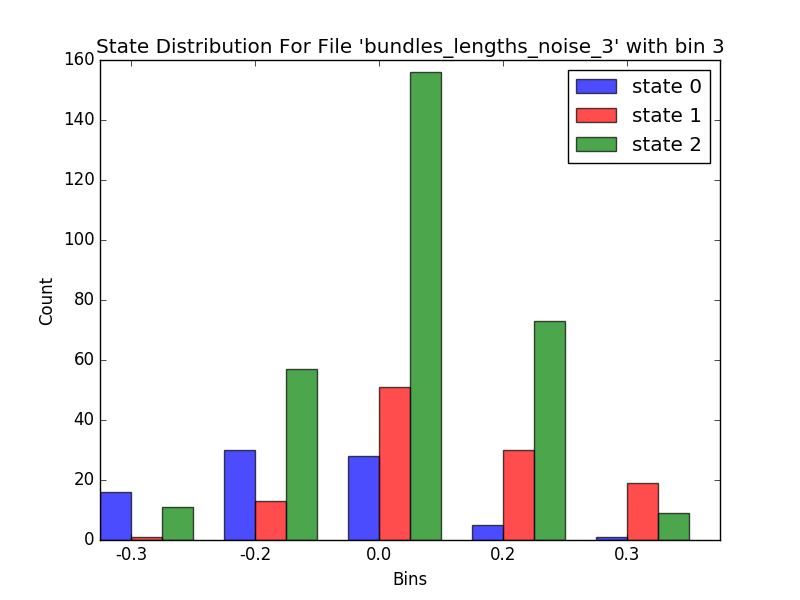 State Distribution For File 'bundles_lengths_noise_3' with bin 3
160
140
120
100
80
60
40
20
0
Count
state 0
state 1
state 2
-0.3 -0.2 0.0 0.2 0.3
Bins